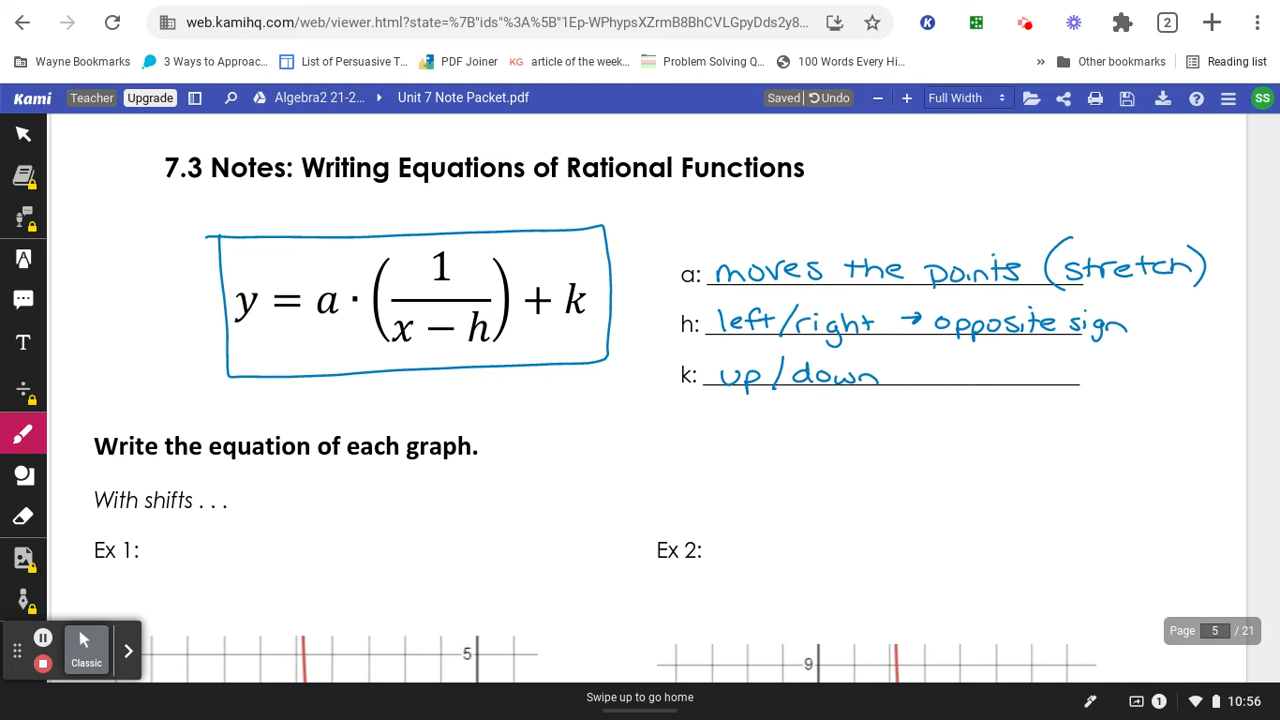 web.kamihq.com/web/viewer.html?state=%7B"ids"%3A%5B"1Ep-WPhypsXZrmB8BhCVLGpyDds2y8... 2
Wayne Bookmarks 3 Ways to Approac... List of Persuasive T... PDF Joiner KG article of the week... Problem Solving Q... 100 Words Every Hi... » Other bookmarks Reading list
Kami Teacher Upgrade Algebra2 21-2... Unit 7 Note Packet.pdf Saved Undo Full Width SS
7.3 Notes: Writing Equations of Rational Functions
y = a · (1/(x − h)) + k
a: moves the points (stretch)
h: left/right → opposite sign
k: up/down
Write the equation of each graph.
With shifts . . .
Ex 1: Ex 2:
Page 5 / 21
5 9
Classic
Swipe up to go home
1 10:56